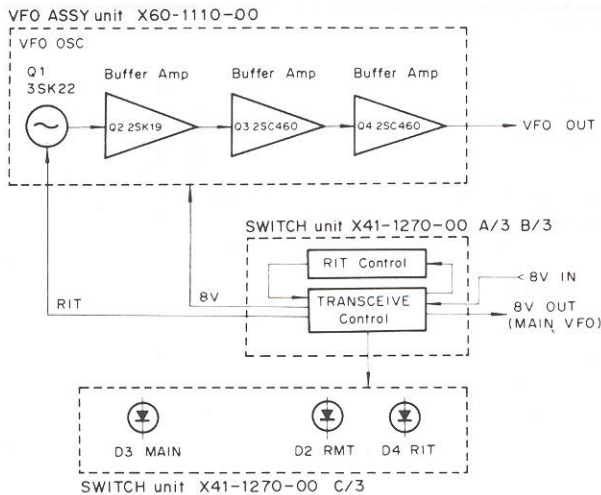 VFO ASSY unit X60-1110-00
VFO OSC
Q1
3SK22
Buffer Amp
Buffer Amp
Buffer Amp
Q2 2SK19
Q3 2SC460
Q4 2SC460
VFO OUT
SWITCH unit X41-1270-00 A/3 B/3
RIT Control
8V IN
RIT
8V
TRANSCEIVE
Control
8V OUT
(MAIN VFO)
D3 MAIN
D2 RMT
D4 RIT
SWITCH unit X41-1270-00 C/3